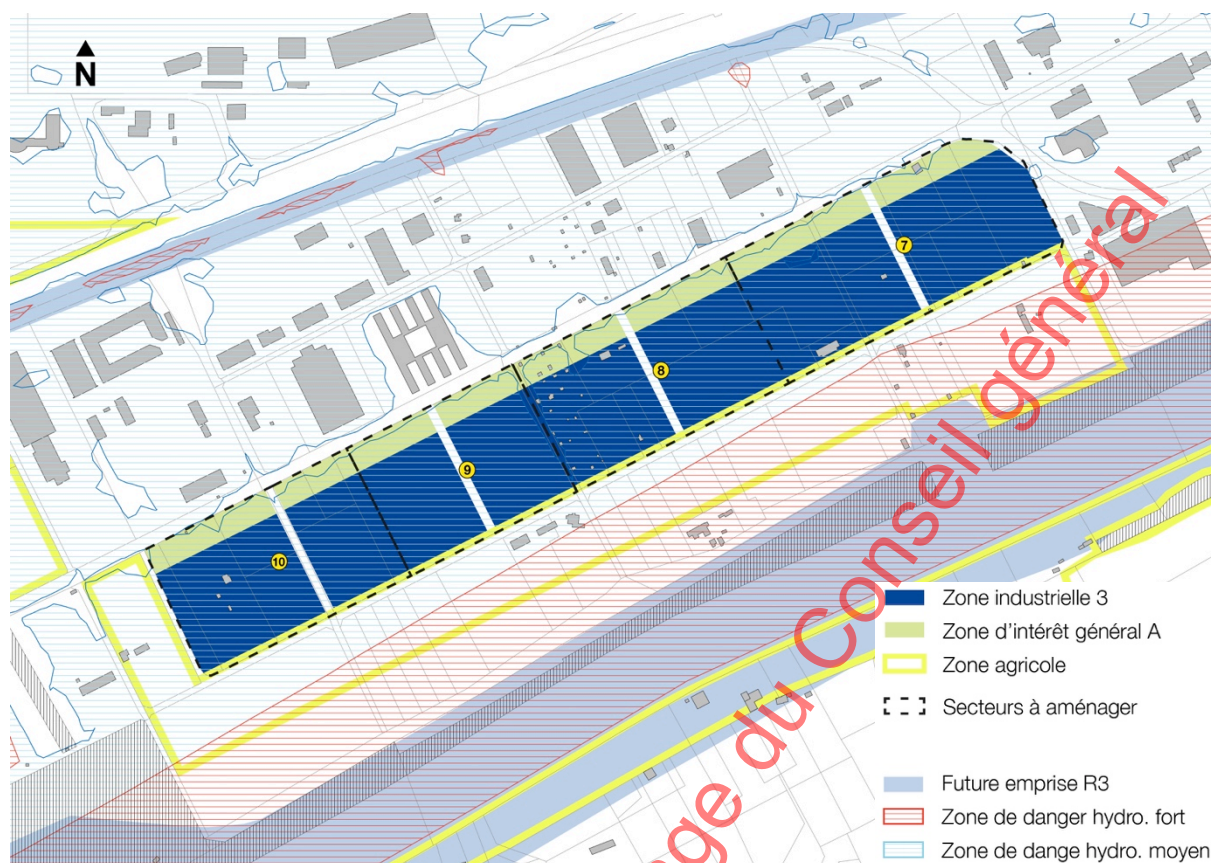 N
7
8
9
10
Zone industrielle 3
Zone d'intérêt général A
Zone agricole
Secteurs à aménager
Future emprise R3
Zone de danger hydro. fort
Zone de dange hydro. moyen
nge du Conseil général